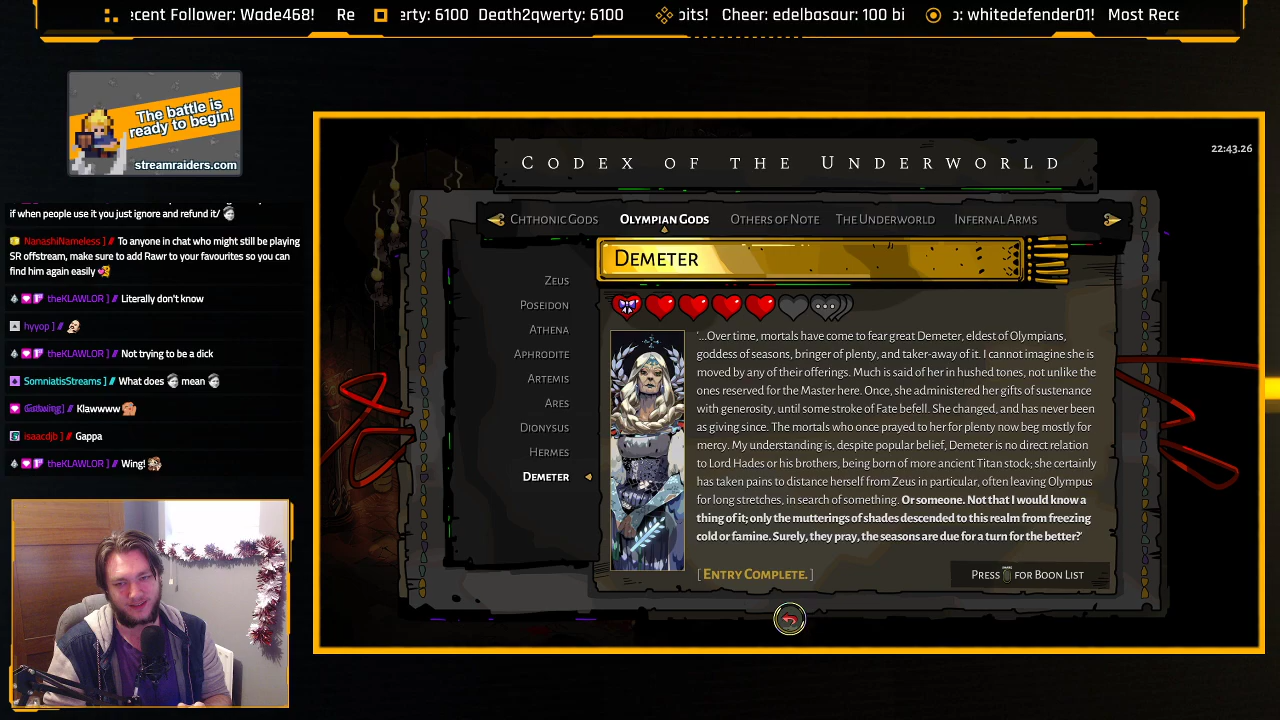 ecent Follower: Wade468!
Re
erty: 6100 Death2qwerty: 6100
bits! Cheer: edelbasaur: 100 bi
o: whitedefender01! Most Rece
The battle is
ready to begin!
streamraiders.com
if when people use it you just ignore and refund it/
NanashiNameless ] // To anyone in chat who might still be playing
SR offstream, make sure to add Rawr to your favourites so you can
find him again easily
theKLAWLOR ] // Literally don't know
hyyop ] //
theKLAWLOR ] // Not trying to be a dick
SomniatisStreams ] // What does mean
] // Klawwww
isaacdjb ] // Gappa
theKLAWLOR ] // Wing!
Codex of the Underworld
22:43.26
Chthonic Gods
Olympian Gods
Others of Note
The Underworld
Infernal Arms
Demeter
Zeus
Poseidon
Athena
Aphrodite
Artemis
Ares
Dionysus
Hermes
Demeter
'...Over time, mortals have come to fear great Demeter, eldest of Olympians,
goddess of seasons, bringer of plenty, and taker-away of it. I cannot imagine she is
moved by any of their offerings. Much is said of her in hushed tones, not unlike the
ones reserved for the Master here. Once, she administered her gifts of sustenance
with generosity, until some stroke of Fate befell. She changed, and has never been
as giving since. The mortals who once prayed to her for plenty now beg mostly for
mercy. My understanding is, despite popular belief, Demeter is no direct relation
to Lord Hades or his brothers, being born of more ancient Titan stock; she certainly
has taken pains to distance herself from Zeus in particular, often leaving Olympus
for long stretches, in search of something. Or someone. Not that I would know a
thing of it; only the mutterings of shades descended to this realm from freezing
cold or famine. Surely, they pray, the seasons are due for a turn for the better?'
[ Entry Complete. ]
Press for Boon List